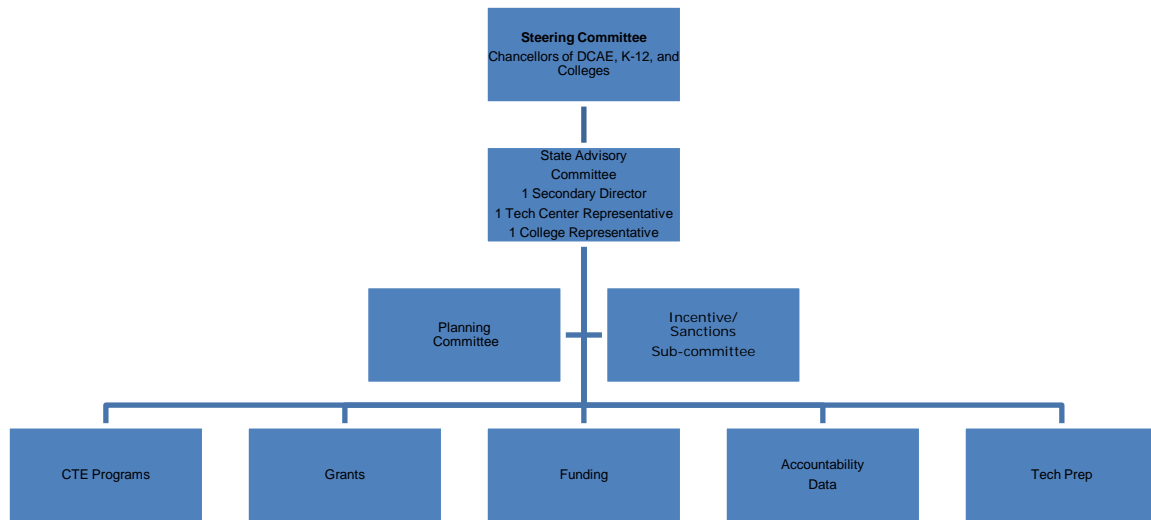 Steering Committee
Chancellors of DCAE, K-12, and
Colleges
State Advisory
Committee
1 Secondary Director
1 Tech Center Representative
1 College Representative
Planning
Committee
Incentive/
Sanctions
Sub-committee
CTE Programs
Grants
Funding
Accountability
Data
Tech Prep